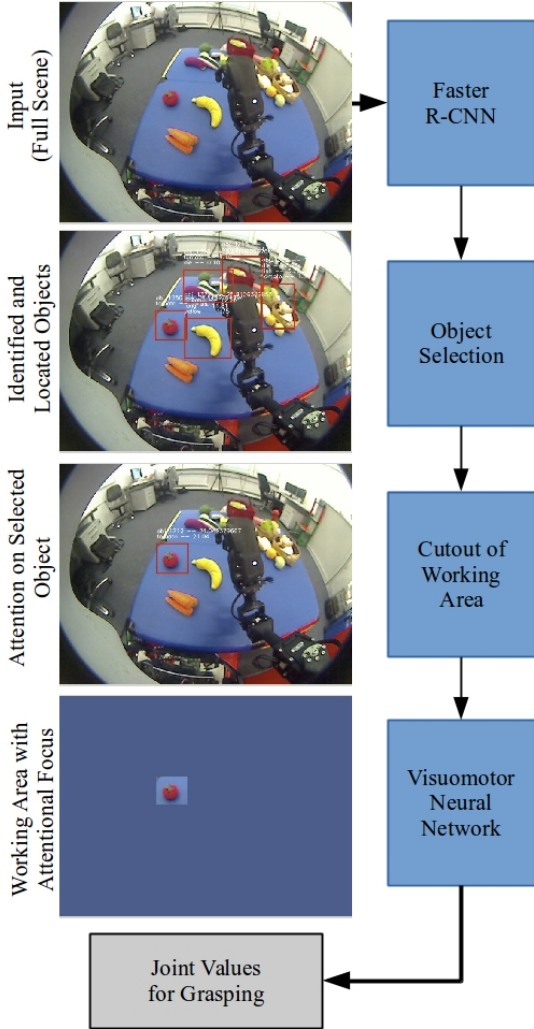 Input
(Full Scene)
Faster
R-CNN
Identified and
Located Objects
Object
Selection
Attention on Selected
Object
Cutout of
Working
Area
Working Area with
Attentional Focus
Visuomotor
Neural
Network
Joint Values
for Grasping